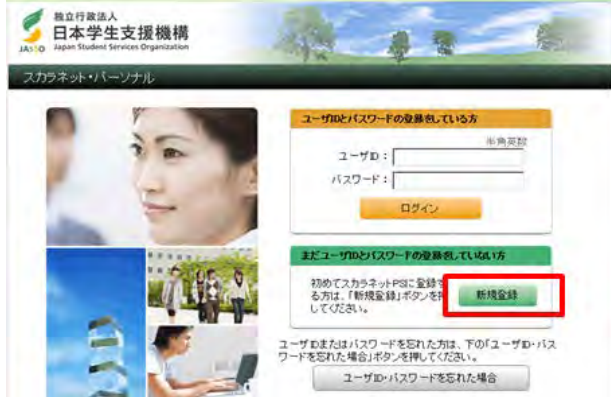 独立行政法人
日本学生支援機構
JASSO Japan Student Services Organization
スカラネット・パーソナル
ユーザIDとパスワードの登録をしている方
半角英数
ユーザID：
パスワード：
ログイン
まだユーザIDとパスワードの登録をしていない方
初めてスカラネットPSに登録す
る方は、「新規登録」ボタンを押
してください。
新規登録
ユーザIDまたはパスワードを忘れた方は、下の「ユーザID・パス
ワードを忘れた場合」ボタンを押してください。
ユーザID・パスワードを忘れた場合